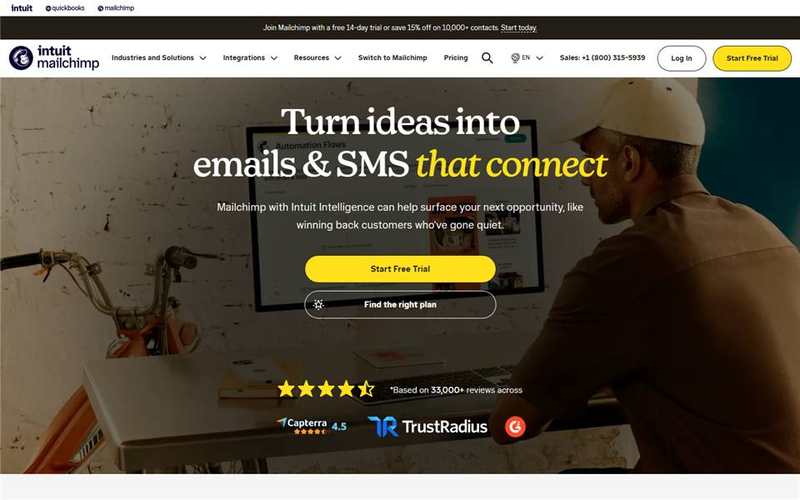 intuit quickbooks mailchimp
Join Mailchimp with a free 14-day trial or save 15% off on 10,000+ contacts. Start today.
intuit mailchimp
Industries and Solutions
Integrations
Resources
Switch to Mailchimp
Pricing
EN
Sales: +1 (800) 315-5939
Log In
Start Free Trial
Automation Flows
Turn ideas into
emails & SMS that connect
Mailchimp with Intuit Intelligence can help surface your next opportunity, like
winning back customers who've gone quiet.
Start Free Trial
Find the right plan
*Based on 33,000+ reviews across
Capterra 4.5
TrustRadius